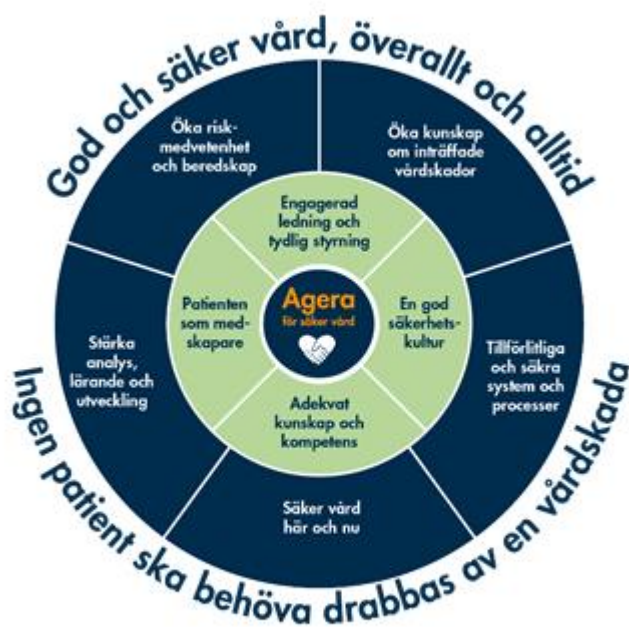 God och säker vård, överallt och alltid
Öka risk-
medvetenhet
och beredskap
Öka kunskap
om inträffade
vårdskador
Engagerad
ledning och
tydlig styrning
Patienten
som med-
skapare
Agera
för säker vård
En god
säkerhets-
kultur
Stärka
analys,
lärande och
utveckling
Tillförlitliga
och säkra
system och
processer
Adekvat
kunskap och
kompetens
Säker vård
här och nu
Ingen patient ska behöva drabbas av en vårdskada